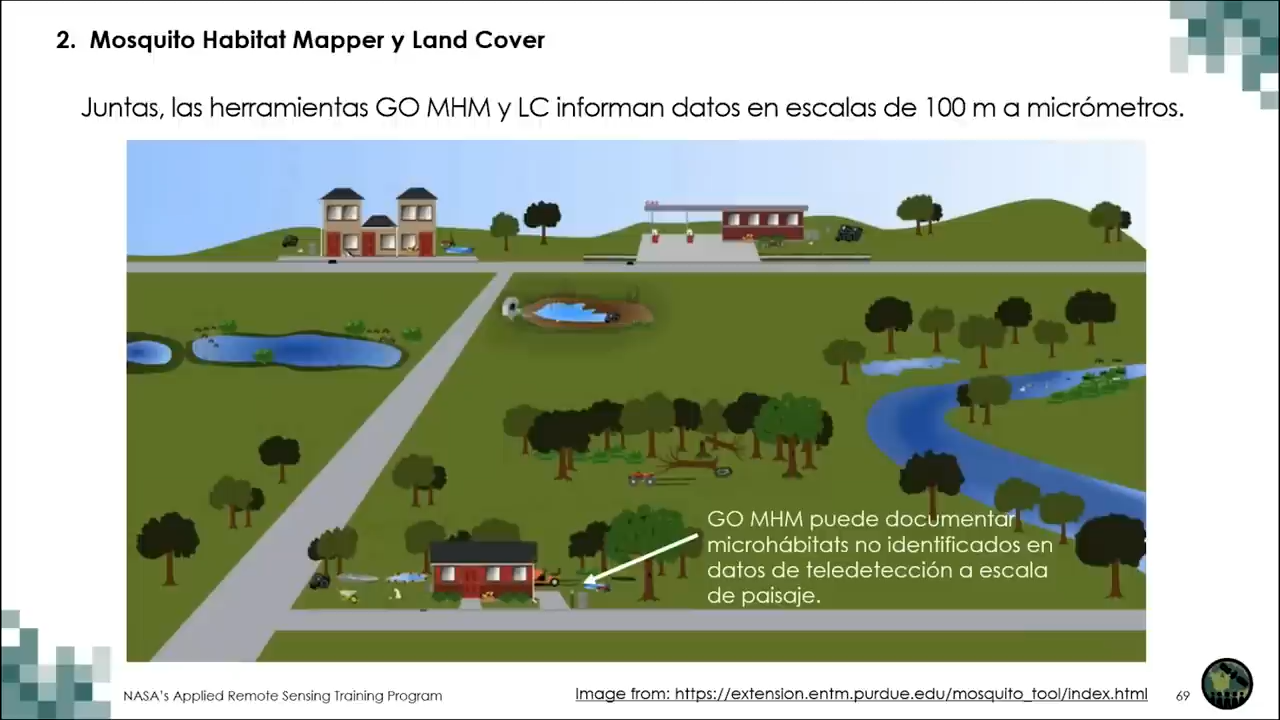 2. Mosquito Habitat Mapper y Land Cover
Juntas, las herramientas GO MHM y LC informan datos en escalas de 100 m a micrómetros.
GAS
GO MHM puede documentar
microhábitats no identificados en
datos de teledetección a escala
de paisaje.
NASA's Applied Remote Sensing Training Program
Image from: https://extension.entm.purdue.edu/mosquito_tool/index.html
69